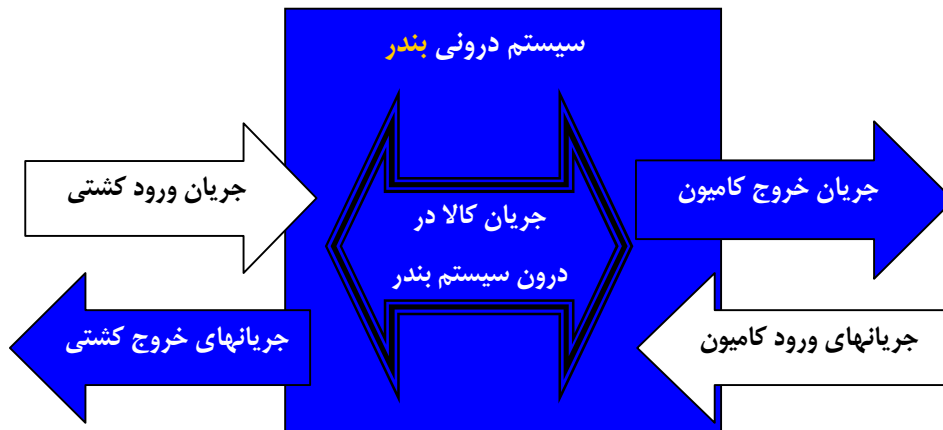 سیستم درونی بندر
جریان ورود کشتی
جریان خروج کامیون
جریان کالا در
درون سیستم بندر
جریانهای خروج کشتی
جریانهای ورود کامیون